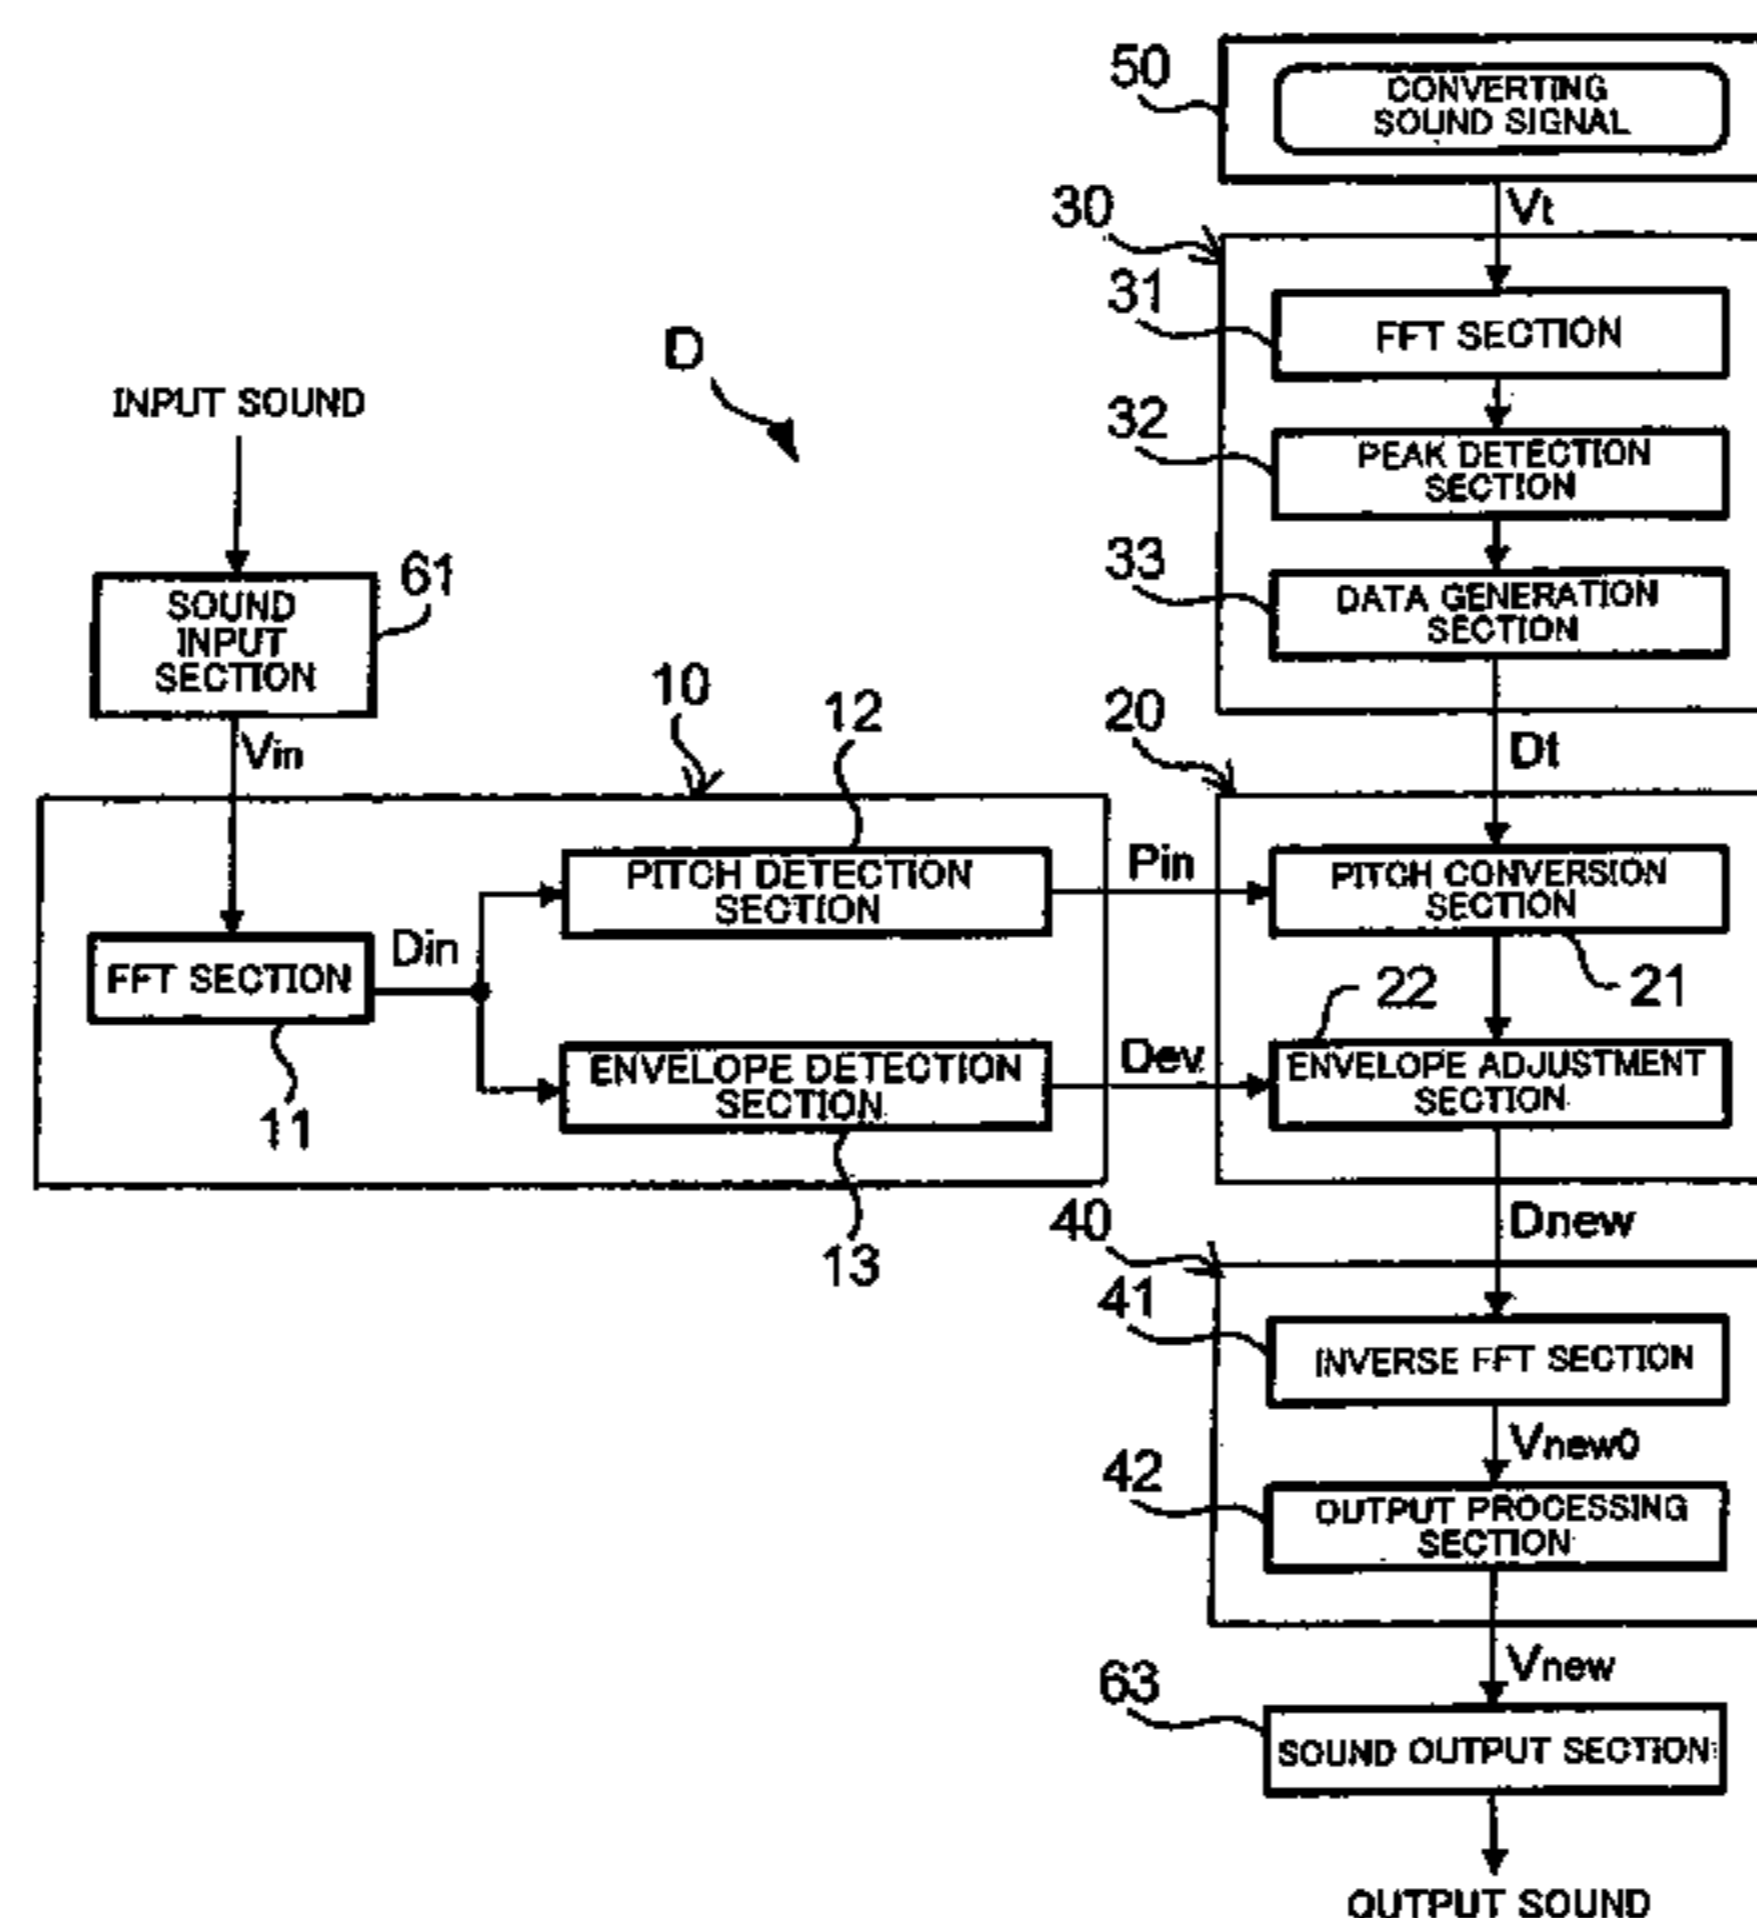 50
CONVERTING
SOUND SIGNAL
Vt
30
31
FFT SECTION
D
INPUT SOUND
32
PEAK DETECTION
SECTION
33
DATA GENERATION
SECTION
61
SOUND
INPUT
SECTION
Vin
10
12
20
Dt
PITCH DETECTION
SECTION
Pin
PITCH CONVERSION
SECTION
21
FFT SECTION
Din
11
22
ENVELOPE DETECTION
SECTION
Dev
ENVELOPE ADJUSTMENT
SECTION
13
Dnew
40
41
INVERSE FFT SECTION
Vnew0
42
OUTPUT PROCESSING
SECTION
Vnew
63
SOUND OUTPUT SECTION
OUTPUT SOUND